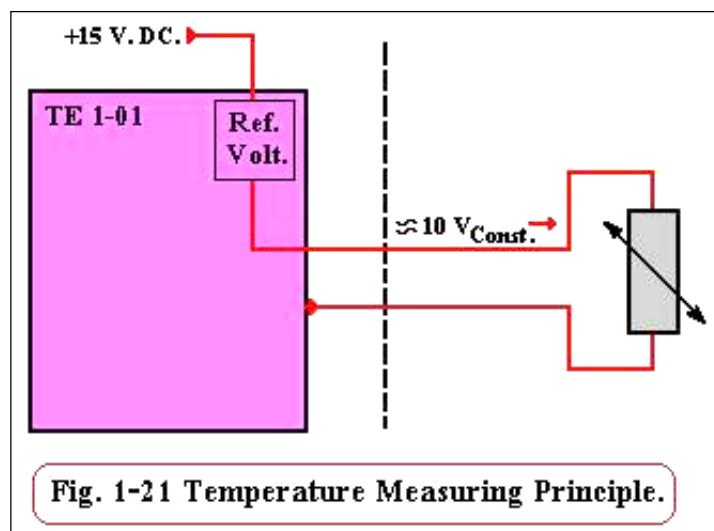 +15 V. DC.
TE 1-01
Ref.
Volt.
≈ 10 VConst.
Fig. 1-21 Temperature Measuring Principle.